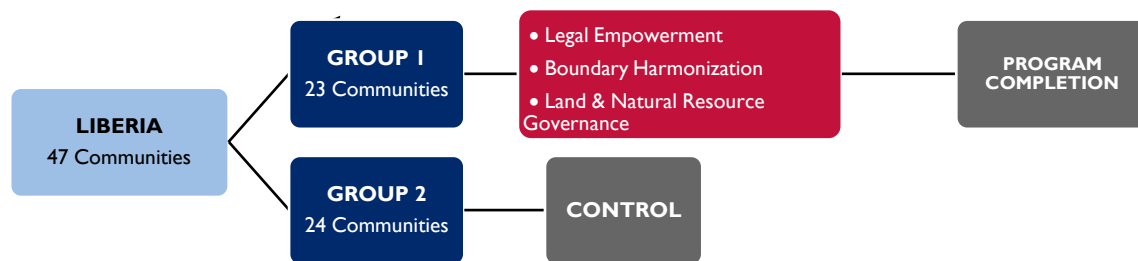 LIBERIA
47 Communities
GROUP 1
23 Communities
• Legal Empowerment
• Boundary Harmonization
• Land & Natural Resource
Governance
PROGRAM
COMPLETION
GROUP 2
24 Communities
CONTROL